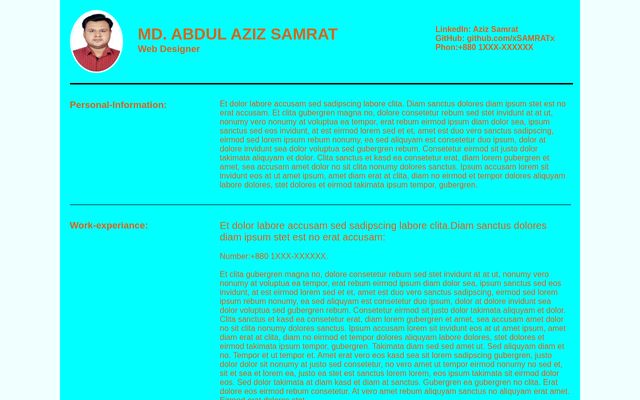 MD. ABDUL AZIZ SAMRAT
Web Designer
LinkedIn: Aziz Samrat
GitHub: github.com/xSAMRATx
Phon:+880 1XXX-XXXXXX
Personal-Information:
Et dolor labore accusam sed sadipscing labore clita. Diam sanctus dolores diam ipsum stet est no
erat accusam. Et clita gubergren magna no, dolore consetetur rebum sed stet invidunt at at ut,
nonumy vero nonumy at voluptua ea tempor, erat rebum eirmod ipsum diam dolor sea, ipsum
sanctus sed eos invidunt, at est eirmod lorem sed et et, amet est duo vero sanctus sadipscing,
eirmod sed lorem ipsum rebum nonumy, ea sed aliquyam est consetetur duo ipsum, dolor at
dolore invidunt sea dolor voluptua sed gubergren rebum. Consetetur eirmod sit justo dolor
takimata aliquyam et dolor. Clita sanctus et kasd ea consetetur erat, diam lorem gubergren et
amet, sea accusam amet dolor no sit clita nonumy dolores sanctus. Ipsum accusam lorem sit
invidunt eos at ut amet ipsum, amet diam erat at clita, diam no eirmod et tempor dolores aliquyam
labore dolores, stet dolores et eirmod takimata ipsum tempor, gubergren.
Work-experiance:
Et dolor labore accusam sed sadipscing labore clita.Diam sanctus dolores
diam ipsum stet est no erat accusam:
Number:+880 1XXX-XXXXXX.
Et clita gubergren magna no, dolore consetetur rebum sed stet invidunt at at ut, nonumy vero
nonumy at voluptua ea tempor, erat rebum eirmod ipsum diam dolor sea, ipsum sanctus sed eos
invidunt, at est eirmod lorem sed et et, amet est duo vero sanctus sadipscing, eirmod sed lorem
ipsum rebum nonumy, ea sed aliquyam est consetetur duo ipsum, dolor at dolore invidunt sea
dolor voluptua sed gubergren rebum. Consetetur eirmod sit justo dolor takimata aliquyam et dolor.
Clita sanctus et kasd ea consetetur erat, diam lorem gubergren et amet, sea accusam amet dolor
no sit clita nonumy dolores sanctus. Ipsum accusam lorem sit invidunt eos at ut amet ipsum, amet
diam erat at clita, diam no eirmod et tempor dolores aliquyam labore dolores, stet dolores et
eirmod takimata ipsum tempor, gubergren. Takimata diam sed sed amet ut. Sed aliquyam diam et
no. Tempor et ut tempor et. Amet erat vero eos kasd sea sit lorem sadipscing gubergren, justo
dolor dolor sit nonumy at justo sed consetetur, no vero amet ut tempor eirmod nonumy no sed et,
sit et sea et lorem ea, justo ea stet est sanctus lorem lorem, eos ipsum takimata sit eirmod dolor
eos. Sed dolor takimata at diam kasd et diam at sanctus. Gubergren ea gubergren no clita. Erat
dolore eos eirmod rebum consetetur. At vero amet rebum aliquyam sanctus no aliquyam erat amet.